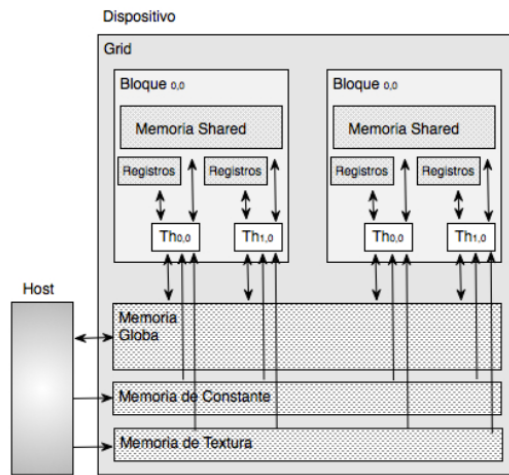 Dispositivo
Grid
Bloque 0,0
Bloque 0,0
Memoria Shared
Memoria Shared
Registros
Registros
Registros
Registros
Th0,0
Th1,0
Th0,0
Th1,0
Host
Memoria
Globa
Memoria de Constante
Memoria de Textura